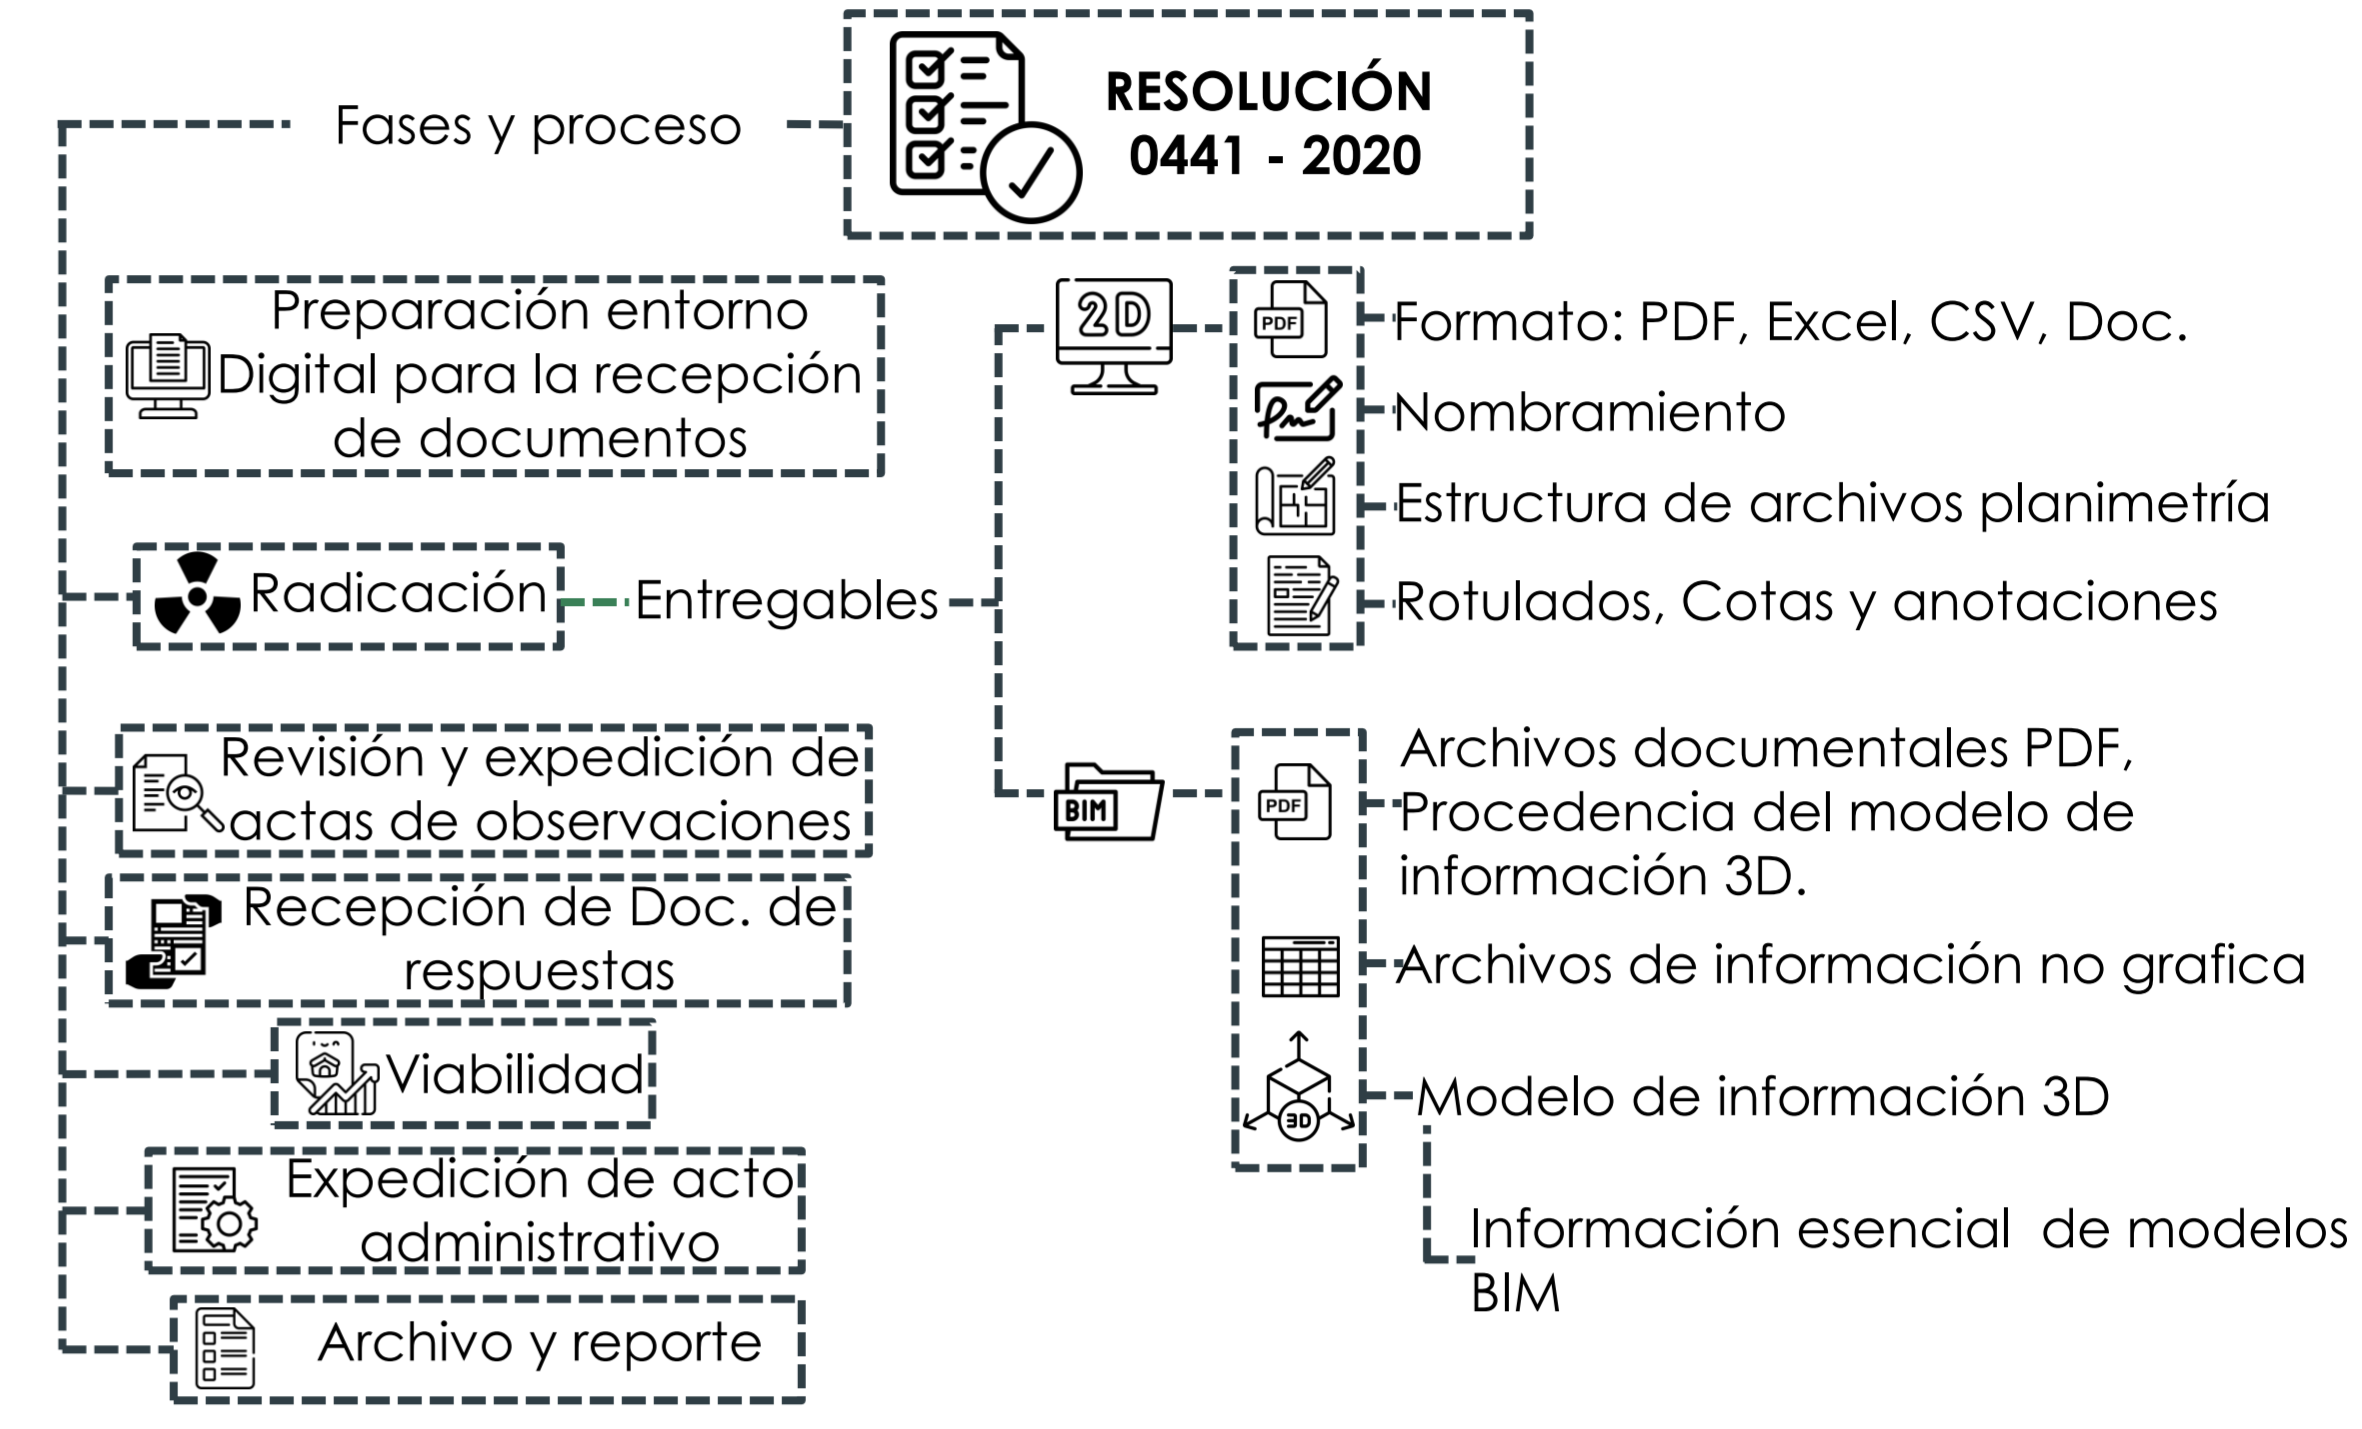 RESOLUCIÓN
0441 - 2020
Fases y proceso
Preparación entorno
Digital para la recepción
de documentos
Radicación
Entregables
2D
PDF
Formato: PDF, Excel, CSV, Doc.
Nombramiento
Estructura de archivos planimetría
Rotulados, Cotas y anotaciones
BIM
PDF
Archivos documentales PDF,
Procedencia del modelo de
información 3D.
Archivos de información no grafica
3D
Modelo de información 3D
Información esencial de modelos
BIM
Revisión y expedición de
actas de observaciones
Recepción de Doc. de
respuestas
Viabilidad
Expedición de acto
administrativo
Archivo y reporte